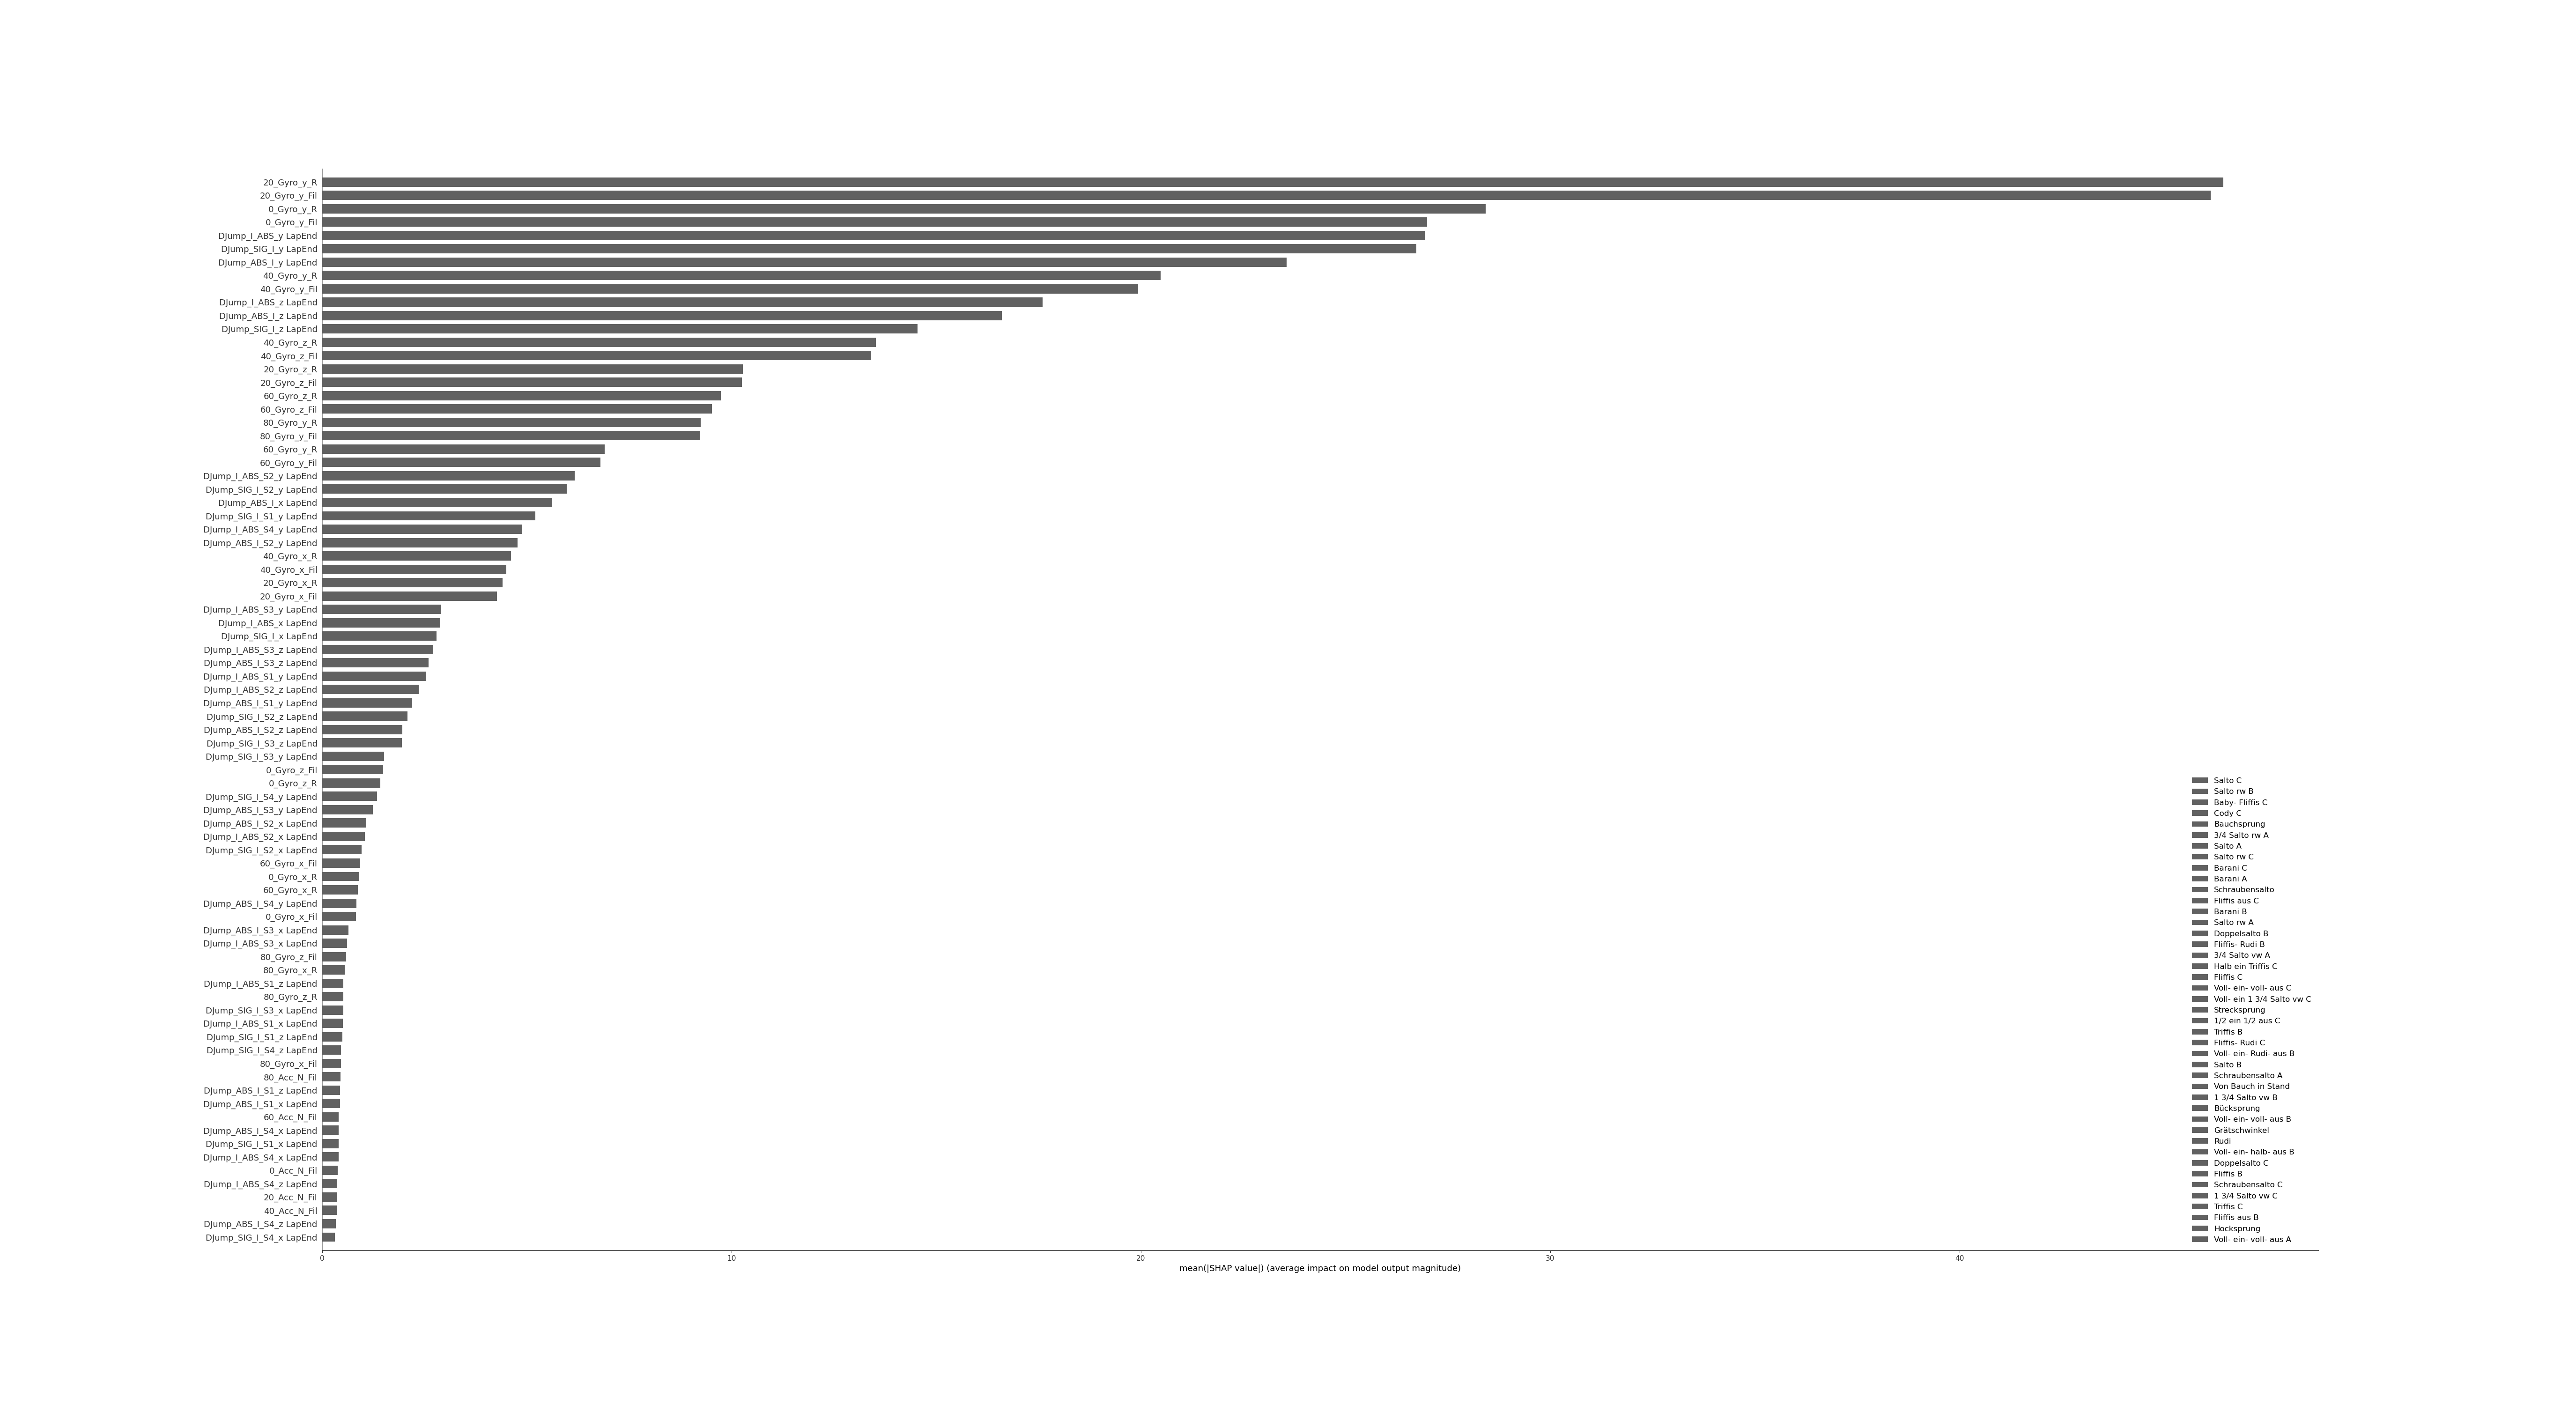 20_Gyro_y_R
20_Gyro_y_Fil
0_Gyro_y_R
0_Gyro_y_Fil
DJump_I_ABS_y LapEnd
DJump_SIG_I_y LapEnd
DJump_ABS_I_y LapEnd
40_Gyro_y_R
40_Gyro_y_Fil
DJump_I_ABS_z LapEnd
DJump_ABS_I_z LapEnd
DJump_SIG_I_z LapEnd
40_Gyro_z_R
40_Gyro_z_Fil
20_Gyro_z_R
20_Gyro_z_Fil
60_Gyro_z_R
60_Gyro_z_Fil
80_Gyro_y_R
80_Gyro_y_Fil
60_Gyro_y_R
60_Gyro_y_Fil
DJump_I_ABS_S2_y LapEnd
DJump_SIG_I_S2_y LapEnd
DJump_ABS_I_x LapEnd
DJump_SIG_I_S1_y LapEnd
DJump_I_ABS_S4_y LapEnd
DJump_ABS_I_S2_y LapEnd
40_Gyro_x_R
40_Gyro_x_Fil
20_Gyro_x_R
20_Gyro_x_Fil
DJump_I_ABS_S3_y LapEnd
DJump_I_ABS_x LapEnd
DJump_SIG_I_x LapEnd
DJump_I_ABS_S3_z LapEnd
DJump_ABS_I_S3_z LapEnd
DJump_I_ABS_S1_y LapEnd
DJump_I_ABS_S2_z LapEnd
DJump_ABS_I_S1_y LapEnd
DJump_SIG_I_S2_z LapEnd
DJump_ABS_I_S2_z LapEnd
DJump_SIG_I_S3_z LapEnd
DJump_SIG_I_S3_y LapEnd
0_Gyro_z_Fil
0_Gyro_z_R
DJump_SIG_I_S4_y LapEnd
DJump_ABS_I_S3_y LapEnd
DJump_ABS_I_S2_x LapEnd
DJump_I_ABS_S2_x LapEnd
DJump_SIG_I_S2_x LapEnd
60_Gyro_x_Fil
0_Gyro_x_R
60_Gyro_x_R
DJump_ABS_I_S4_y LapEnd
0_Gyro_x_Fil
DJump_ABS_I_S3_x LapEnd
DJump_I_ABS_S3_x LapEnd
80_Gyro_z_Fil
80_Gyro_x_R
DJump_I_ABS_S1_z LapEnd
80_Gyro_z_R
DJump_SIG_I_S3_x LapEnd
DJump_I_ABS_S1_x LapEnd
DJump_SIG_I_S1_z LapEnd
DJump_SIG_I_S4_z LapEnd
80_Gyro_x_Fil
80_Acc_N_Fil
DJump_ABS_I_S1_z LapEnd
DJump_ABS_I_S1_x LapEnd
60_Acc_N_Fil
DJump_ABS_I_S4_x LapEnd
DJump_SIG_I_S1_x LapEnd
DJump_I_ABS_S4_x LapEnd
0_Acc_N_Fil
DJump_I_ABS_S4_z LapEnd
20_Acc_N_Fil
40_Acc_N_Fil
DJump_ABS_I_S4_z LapEnd
DJump_SIG_I_S4_x LapEnd
Salto C
Salto rw B
Baby- Fliffis C
Cody C
Bauchsprung
3/4 Salto rw A
Salto A
Salto rw C
Barani C
Barani A
Schraubensalto
Fliffis aus C
Barani B
Salto rw A
Doppelsalto B
Fliffis- Rudi B
3/4 Salto vw A
Halb ein Triffis C
Fliffis C
Voll- ein- voll- aus C
Voll- ein 1 3/4 Salto vw C
Strecksprung
1/2 ein 1/2 aus C
Triffis B
Fliffis- Rudi C
Voll- ein- Rudi- aus B
Salto B
Schraubensalto A
Von Bauch in Stand
1 3/4 Salto vw B
Bücksprung
Voll- ein- voll- aus B
Grätschwinkel
Rudi
Voll- ein- halb- aus B
Doppelsalto C
Fliffis B
Schraubensalto C
1 3/4 Salto vw C
Triffis C
Fliffis aus B
Hocksprung
Voll- ein- voll- aus A
0 10 20 30 40
mean(|SHAP value|) (average impact on model output magnitude)